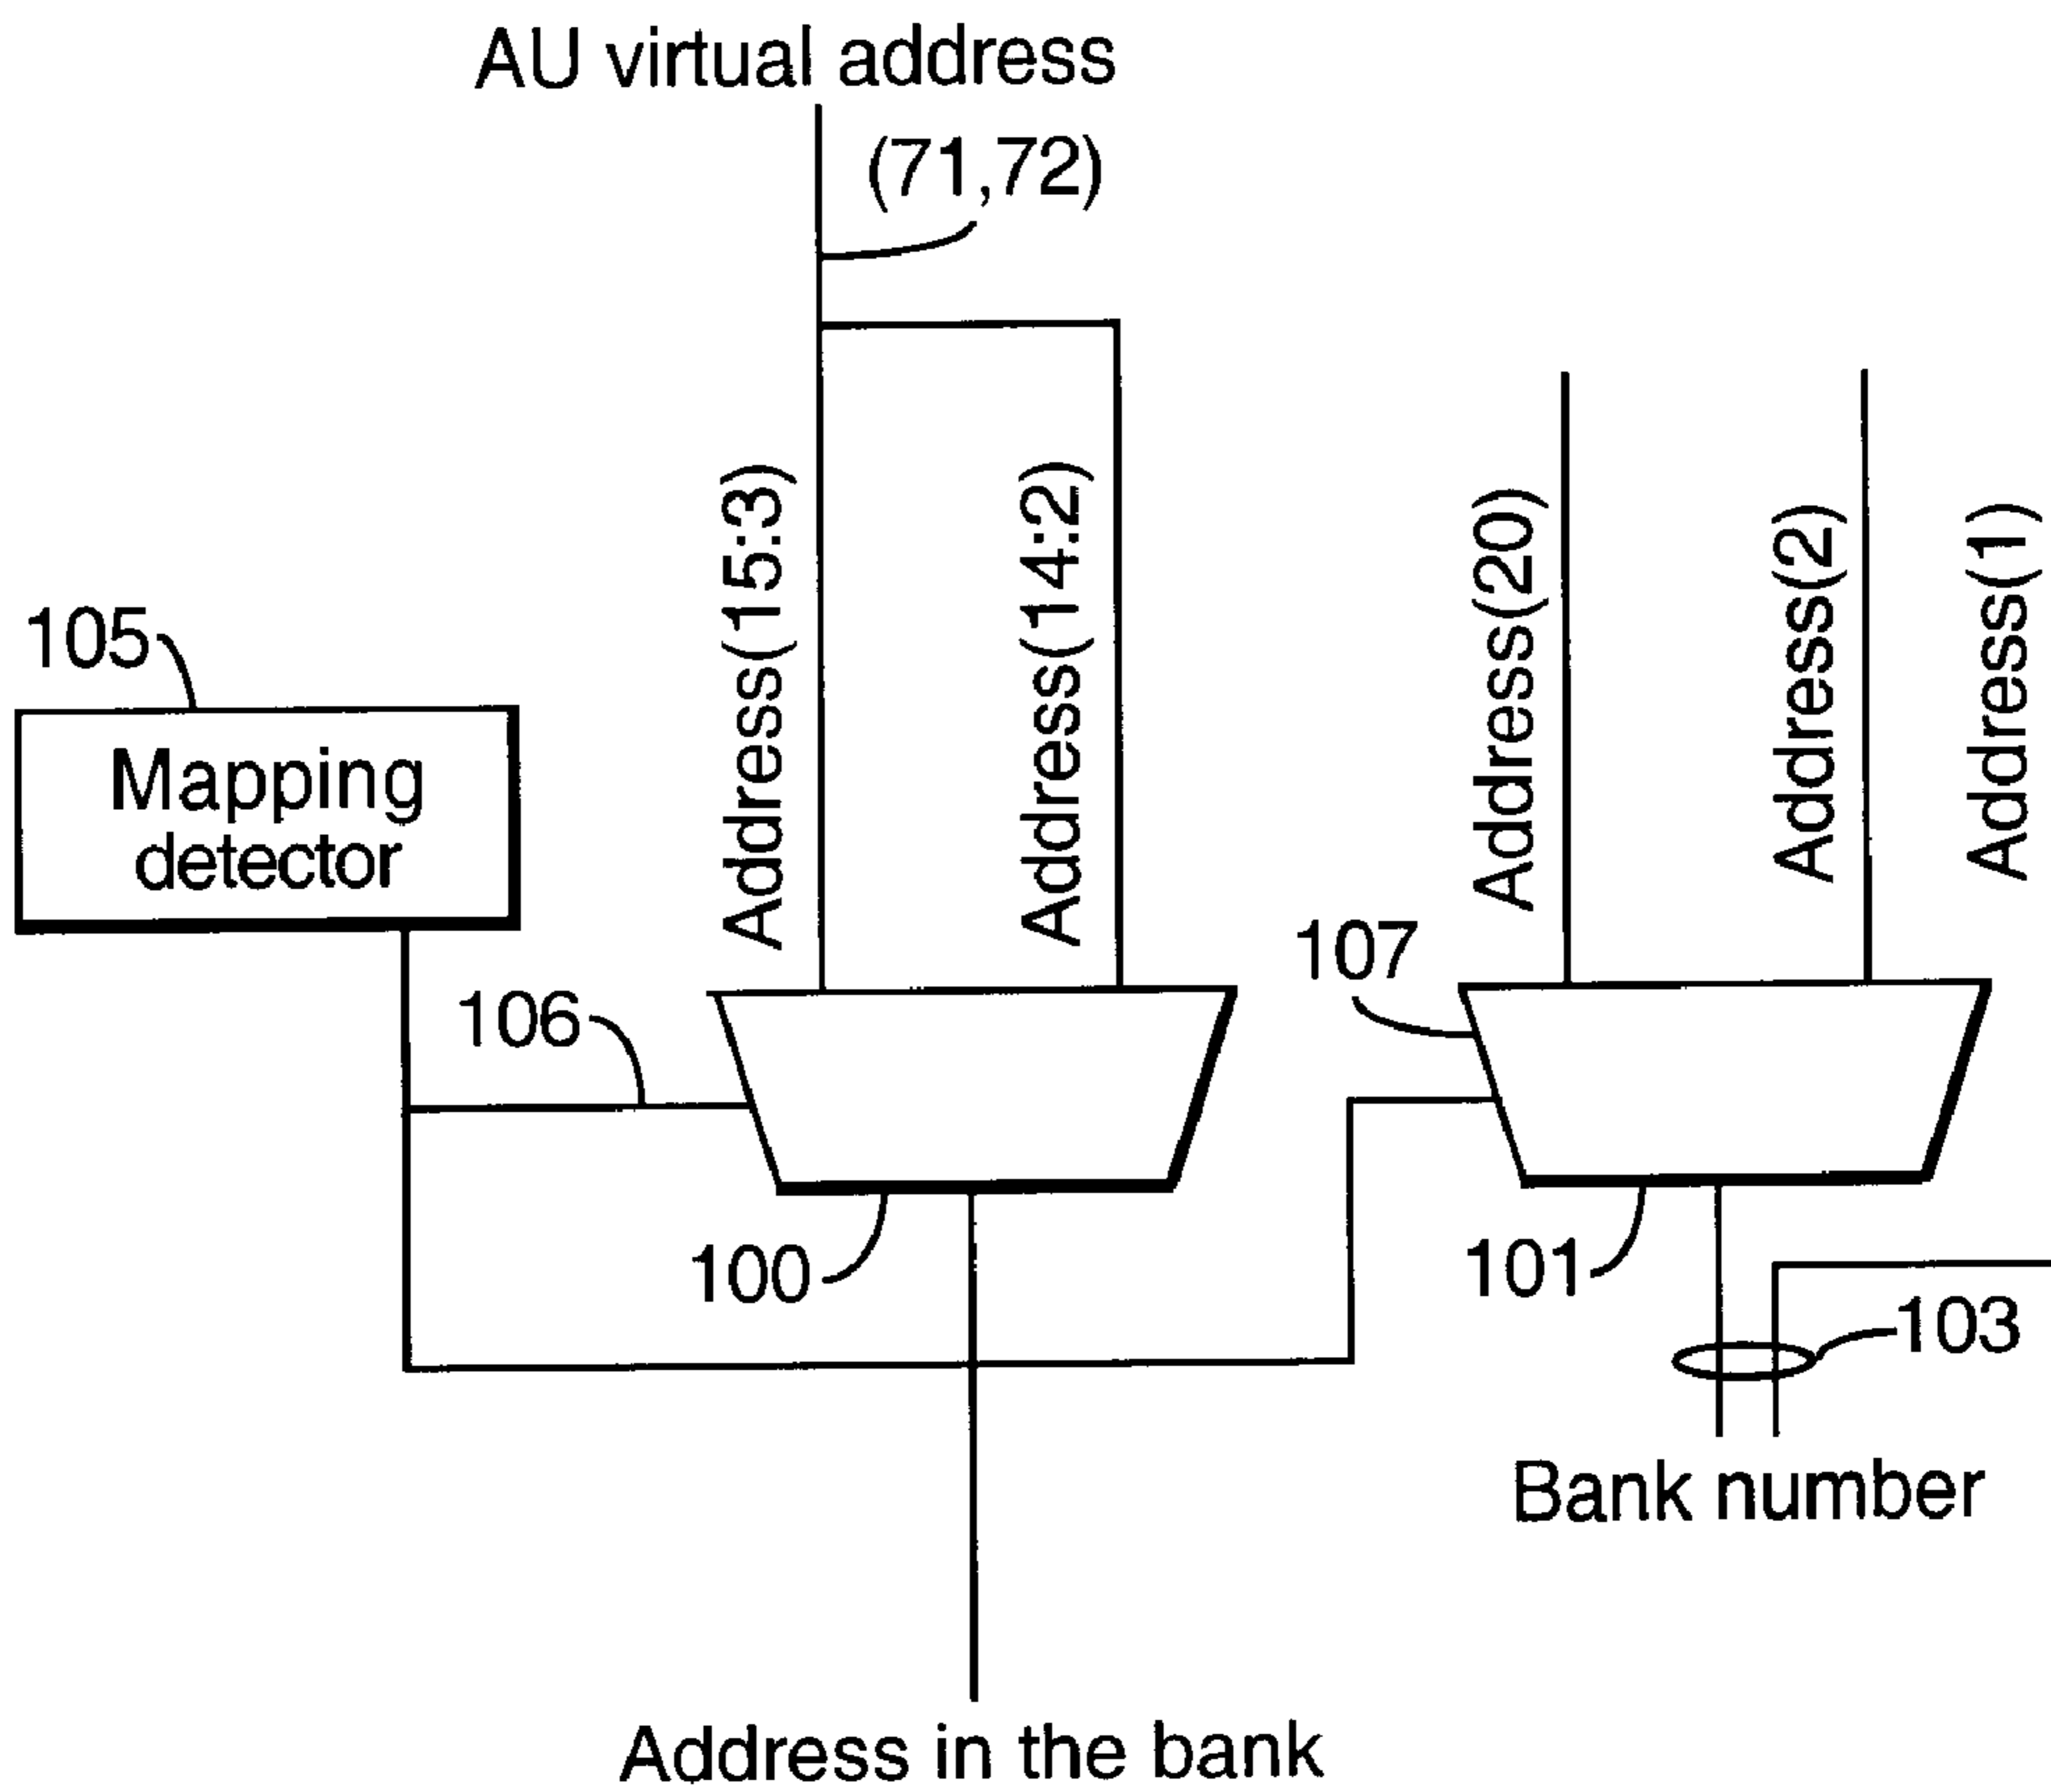 AU virtual address
(71,72)
Address(15:3)
Address(14:2)
Address(20)
Address(2)
Address(1)
105
Mapping
detector
107
106
100
101
103
Bank number
Address in the bank